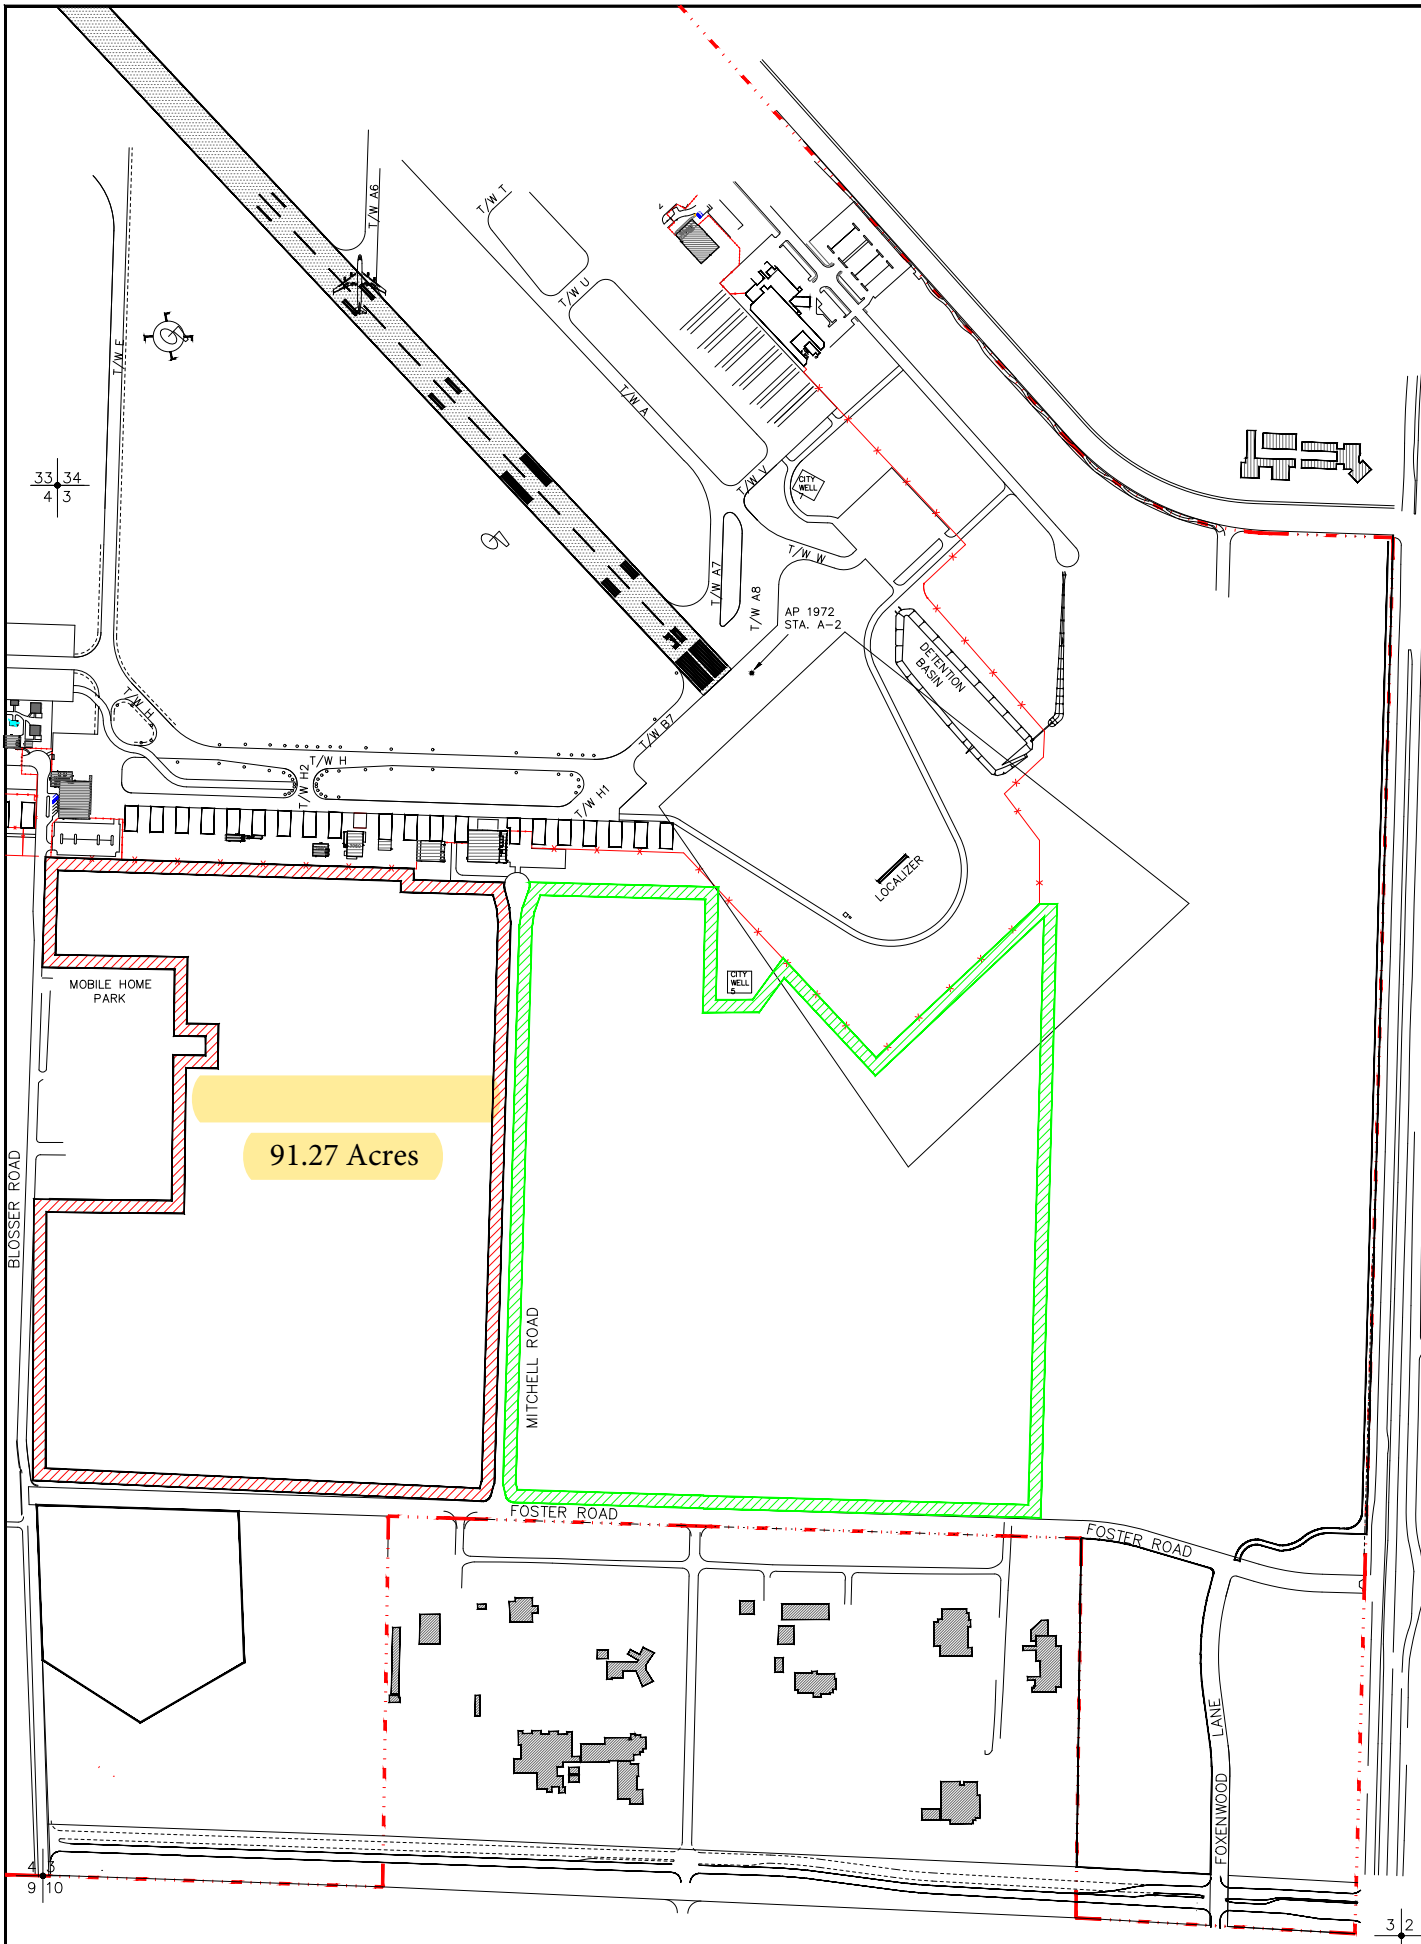 T/W A6
T/W T
T/W U
T/W E
T/W A
33 34
4 3
T/W V
CITY
WELL
T/W W
T/W A7
T/W A8
AP 1972
STA. A-2
DETENTION
BASIN
T/W H
T/W B7
T/W H
T/W H2
T/W H1
LOCALIZER
CITY
WELL
5
MOBILE HOME
PARK
91.27 Acres
BLOSSER ROAD
MITCHELL ROAD
FOSTER ROAD
FOSTER ROAD
FOXENWOOD LANE
4 3
9 10
3 2